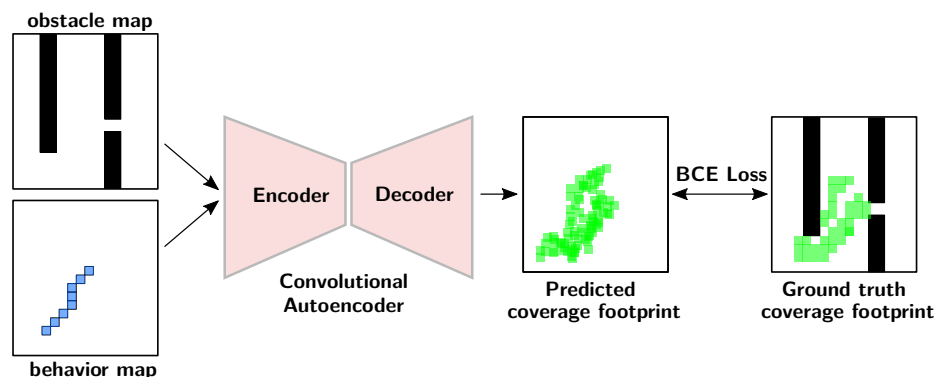 obstacle map
behavior map
Encoder
Decoder
Convolutional
Autoencoder
Predicted
coverage footprint
BCE Loss
Ground truth
coverage footprint